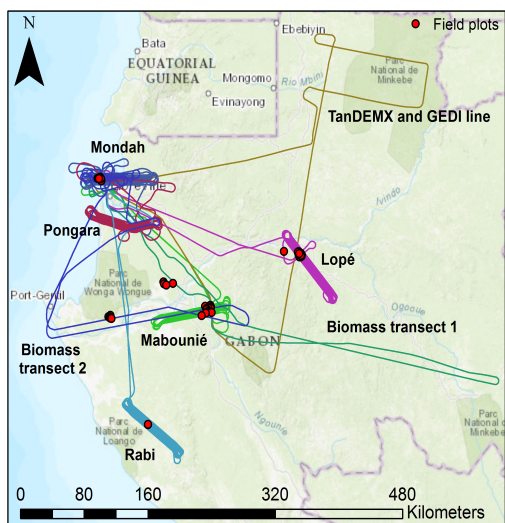 N
Ebebiyin
Field plots
Bata
EQUATORIAL
GUINEA
Mongomo
Rio Mbini
Parc
National de
Minkebe
Evinayong
TanDEMX and GEDI line
Mondah
Libreville
Ivindo
Pongara
Lopé
Parc
National de
Wonga Wongue
Port-Gentil
Ogooue
Biomass transect 1
Mabounié
GABON
Biomass
transect 2
Ngounie
Parc
National de
Loango
Parc
National de
Minkebe
Rabi
0 40 80 160 320 480
Kilometers